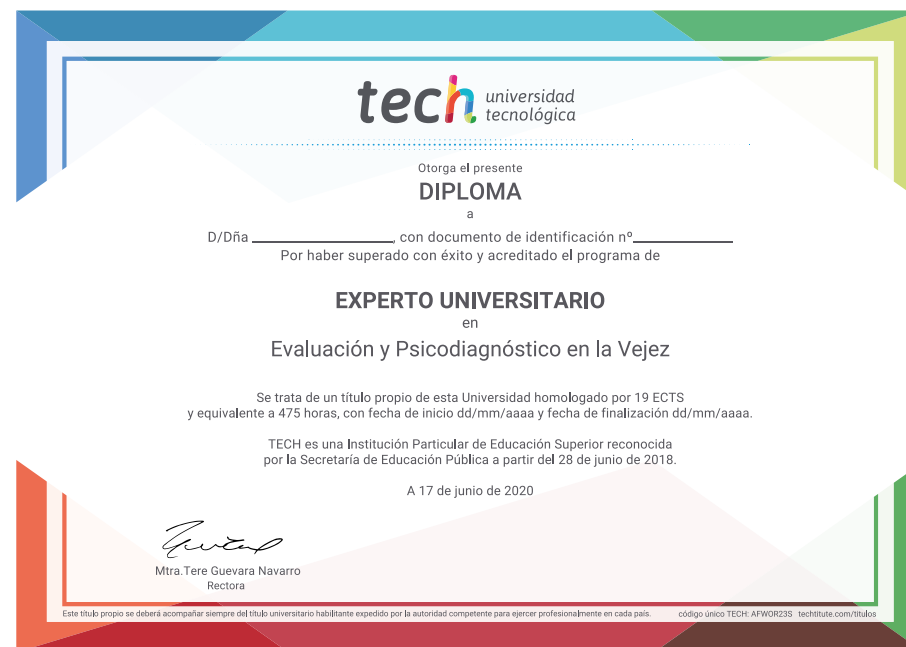 tech universidad
tecnológica
Otorga el presente
DIPLOMA
a
D/Dña ____________________, con documento de identificación nº______________
Por haber superado con éxito y acreditado el programa de
EXPERTO UNIVERSITARIO
en
Evaluación y Psicodiagnóstico en la Vejez
Se trata de un título propio de esta Universidad homologado por 19 ECTS
y equivalente a 475 horas, con fecha de inicio dd/mm/aaaa y fecha de finalización dd/mm/aaaa.
TECH es una Institución Particular de Educación Superior reconocida
por la Secretaría de Educación Pública a partir del 28 de junio de 2018.
A 17 de junio de 2020
Mtra.Tere Guevara Navarro
Rectora
Este título propio se deberá acompañar siempre del título universitario habilitante expedido por la autoridad competente para ejercer profesionalmente en cada país. código único TECH: AFWOR23S techtitute.com/titulos